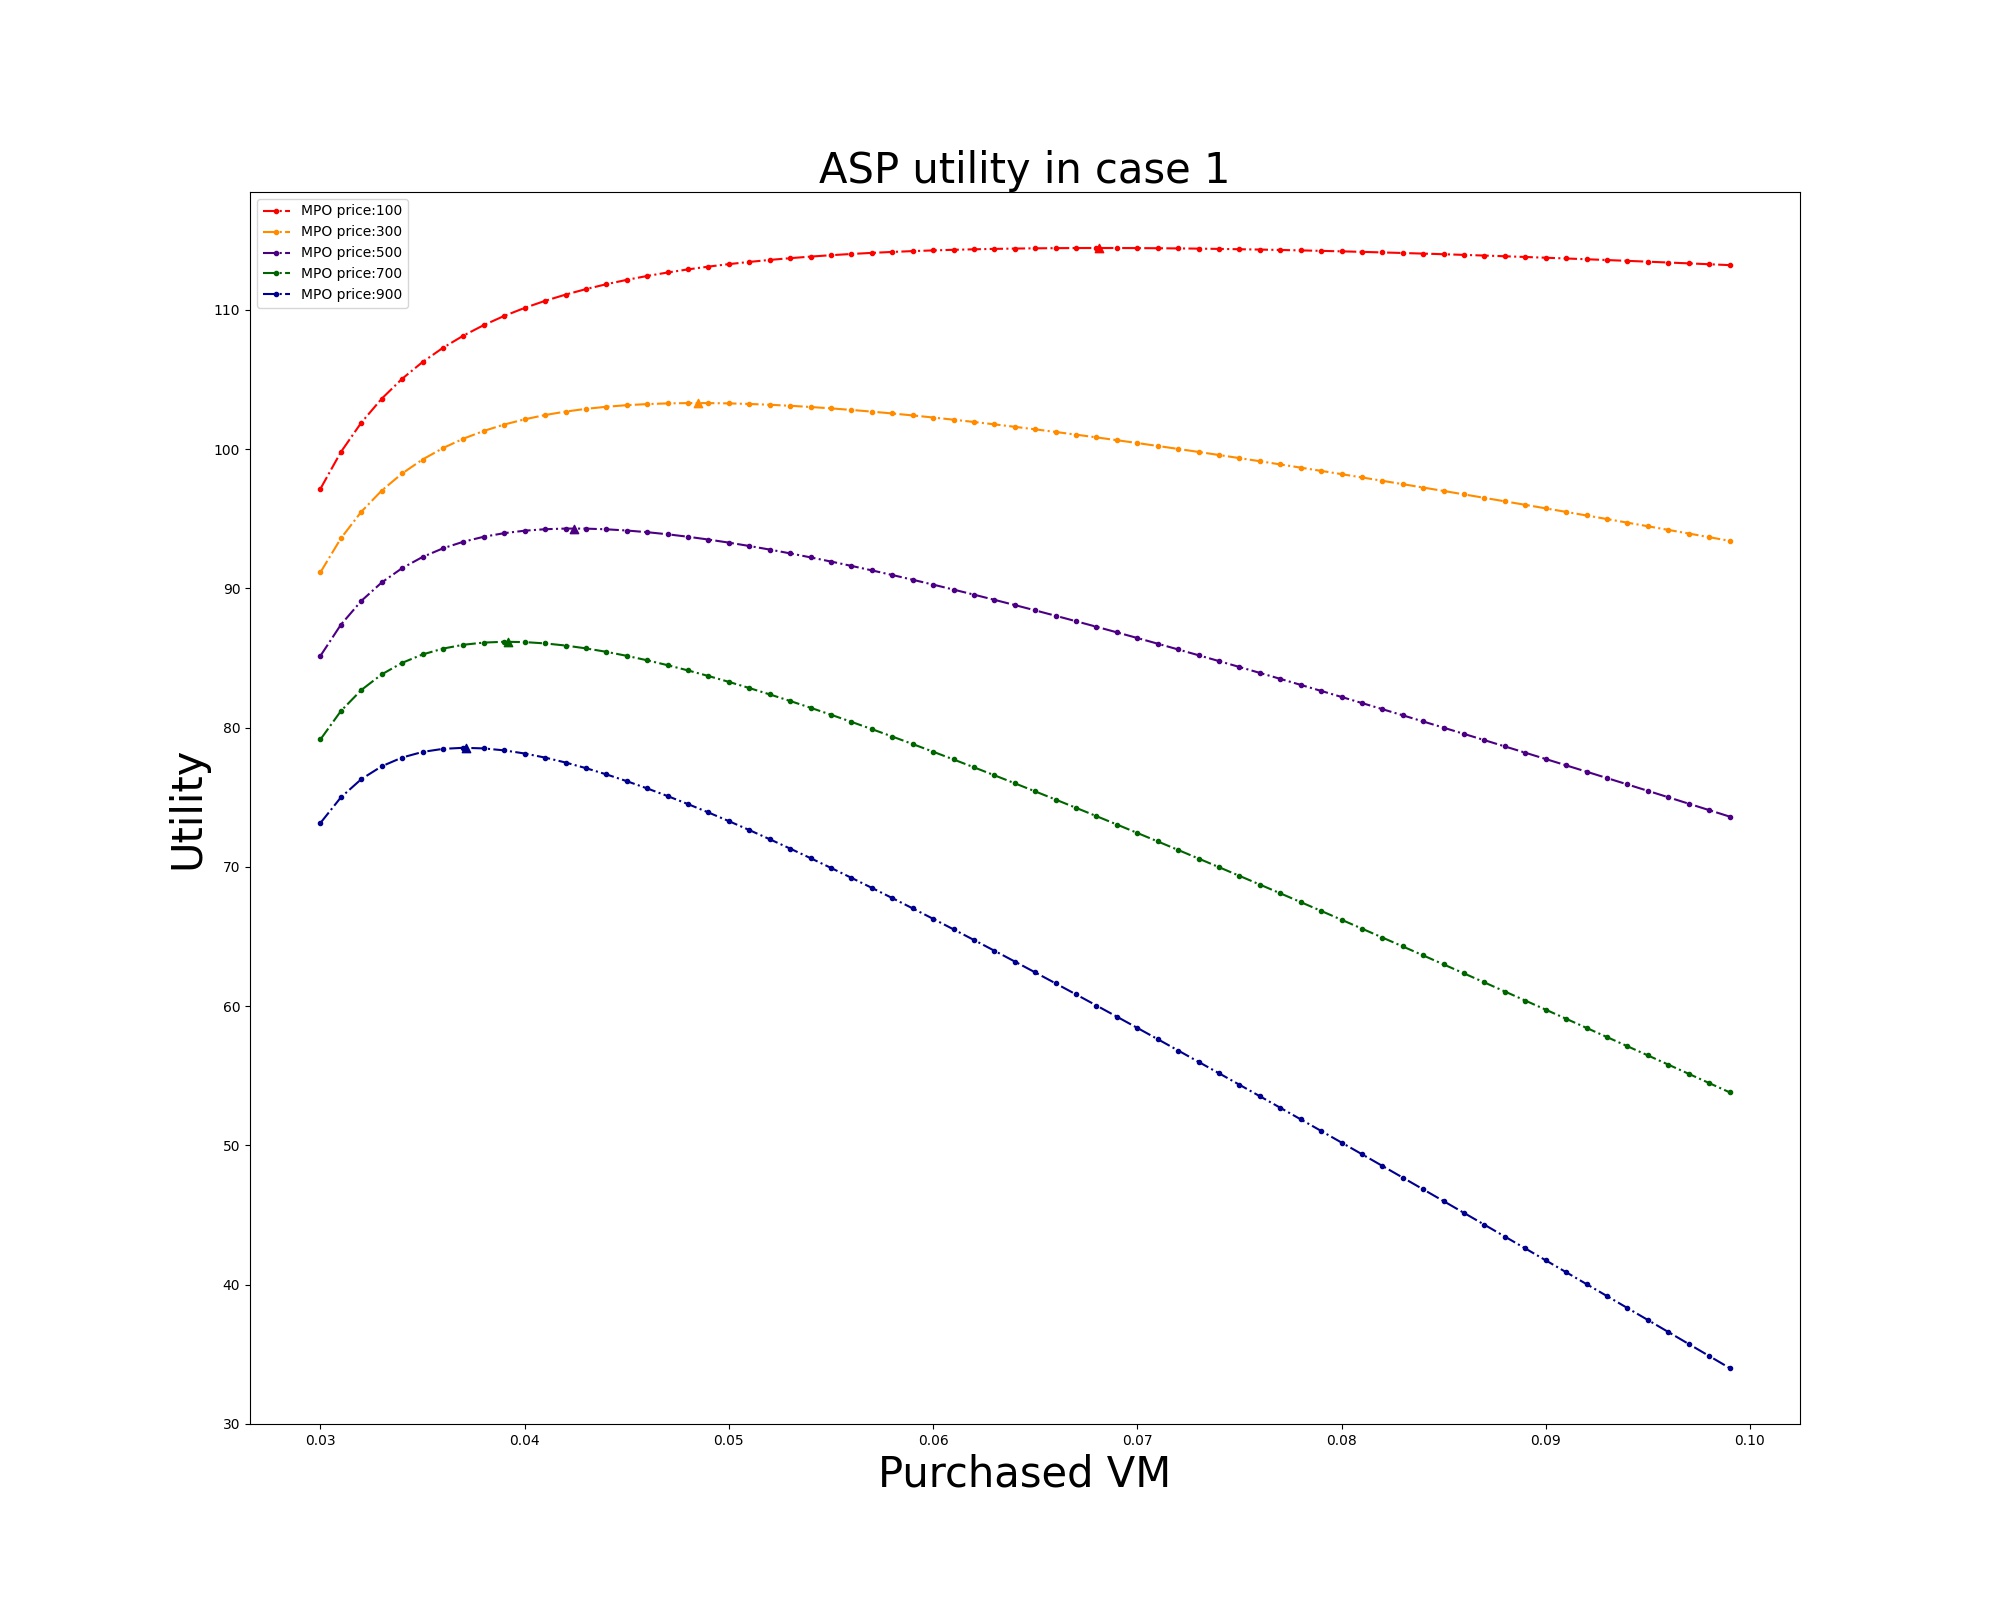 ASP utility in case 1
MPO price:100
MPO price:300
MPO price:500
MPO price:700
MPO price:900
110
100
90
80
70
60
50
40
30
Utility
0.03 0.04 0.05 0.06 0.07 0.08 0.09 0.10
Purchased VM